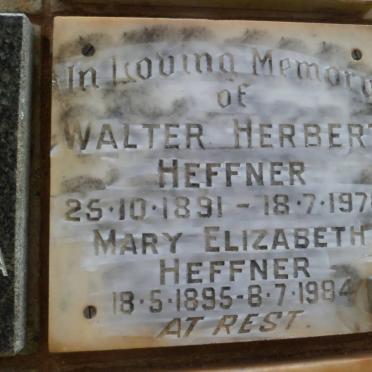 In Loving Memory
of
WALTER HERBERT
HEFFNER
25·10·1891 - 18·7·197
MARY ELIZABETH
HEFFNER
18·5·1895-8·7·1984
AT REST.